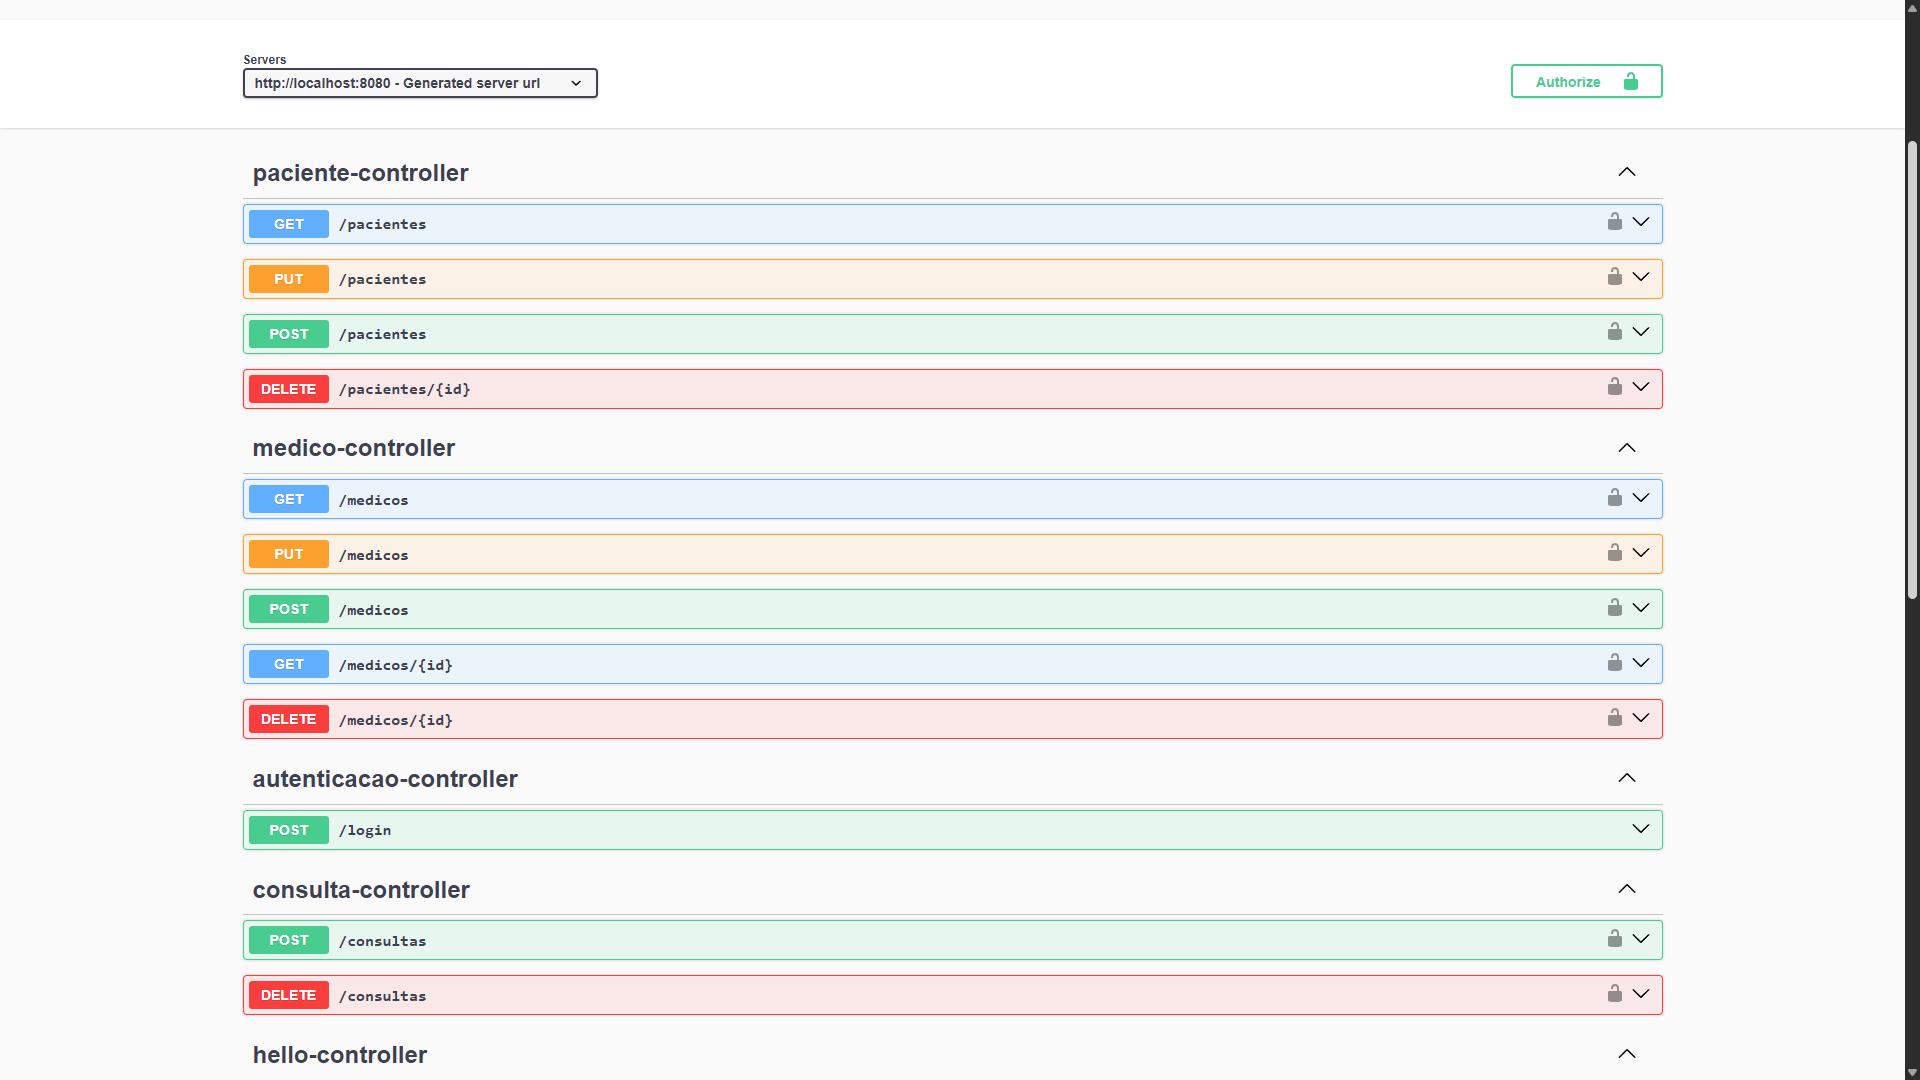 Servers
http://localhost:8080 - Generated server url
Authorize
paciente-controller
GET /pacientes
PUT /pacientes
POST /pacientes
DELETE /pacientes/{id}
medico-controller
GET /medicos
PUT /medicos
POST /medicos
GET /medicos/{id}
DELETE /medicos/{id}
autenticacao-controller
POST /login
consulta-controller
POST /consultas
DELETE /consultas
hello-controller